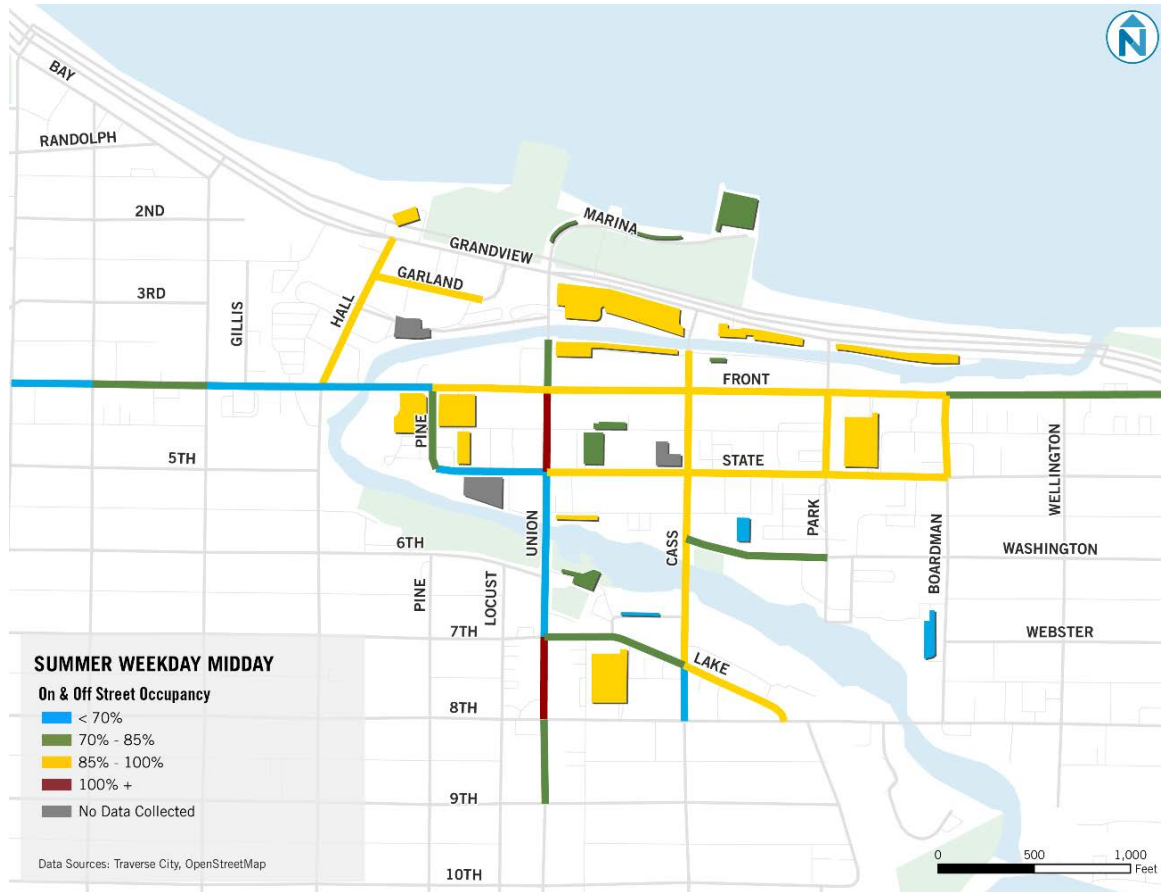 N
BAY
RANDOLPH
2ND
MARINA
GRANDVIEW
GARLAND
3RD
HALL
GILLIS
FRONT
PINE
5TH
STATE
WELLINGTON
UNION
PARK
CASS
BOARDMAN
6TH
WASHINGTON
PINE
LOCUST
7TH
WEBSTER
LAKE
8TH
9TH
10TH
SUMMER WEEKDAY MIDDAY
On & Off Street Occupancy
< 70%
70% - 85%
85% - 100%
100% +
No Data Collected
Data Sources: Traverse City, OpenStreetMap
0 500 1,000
Feet